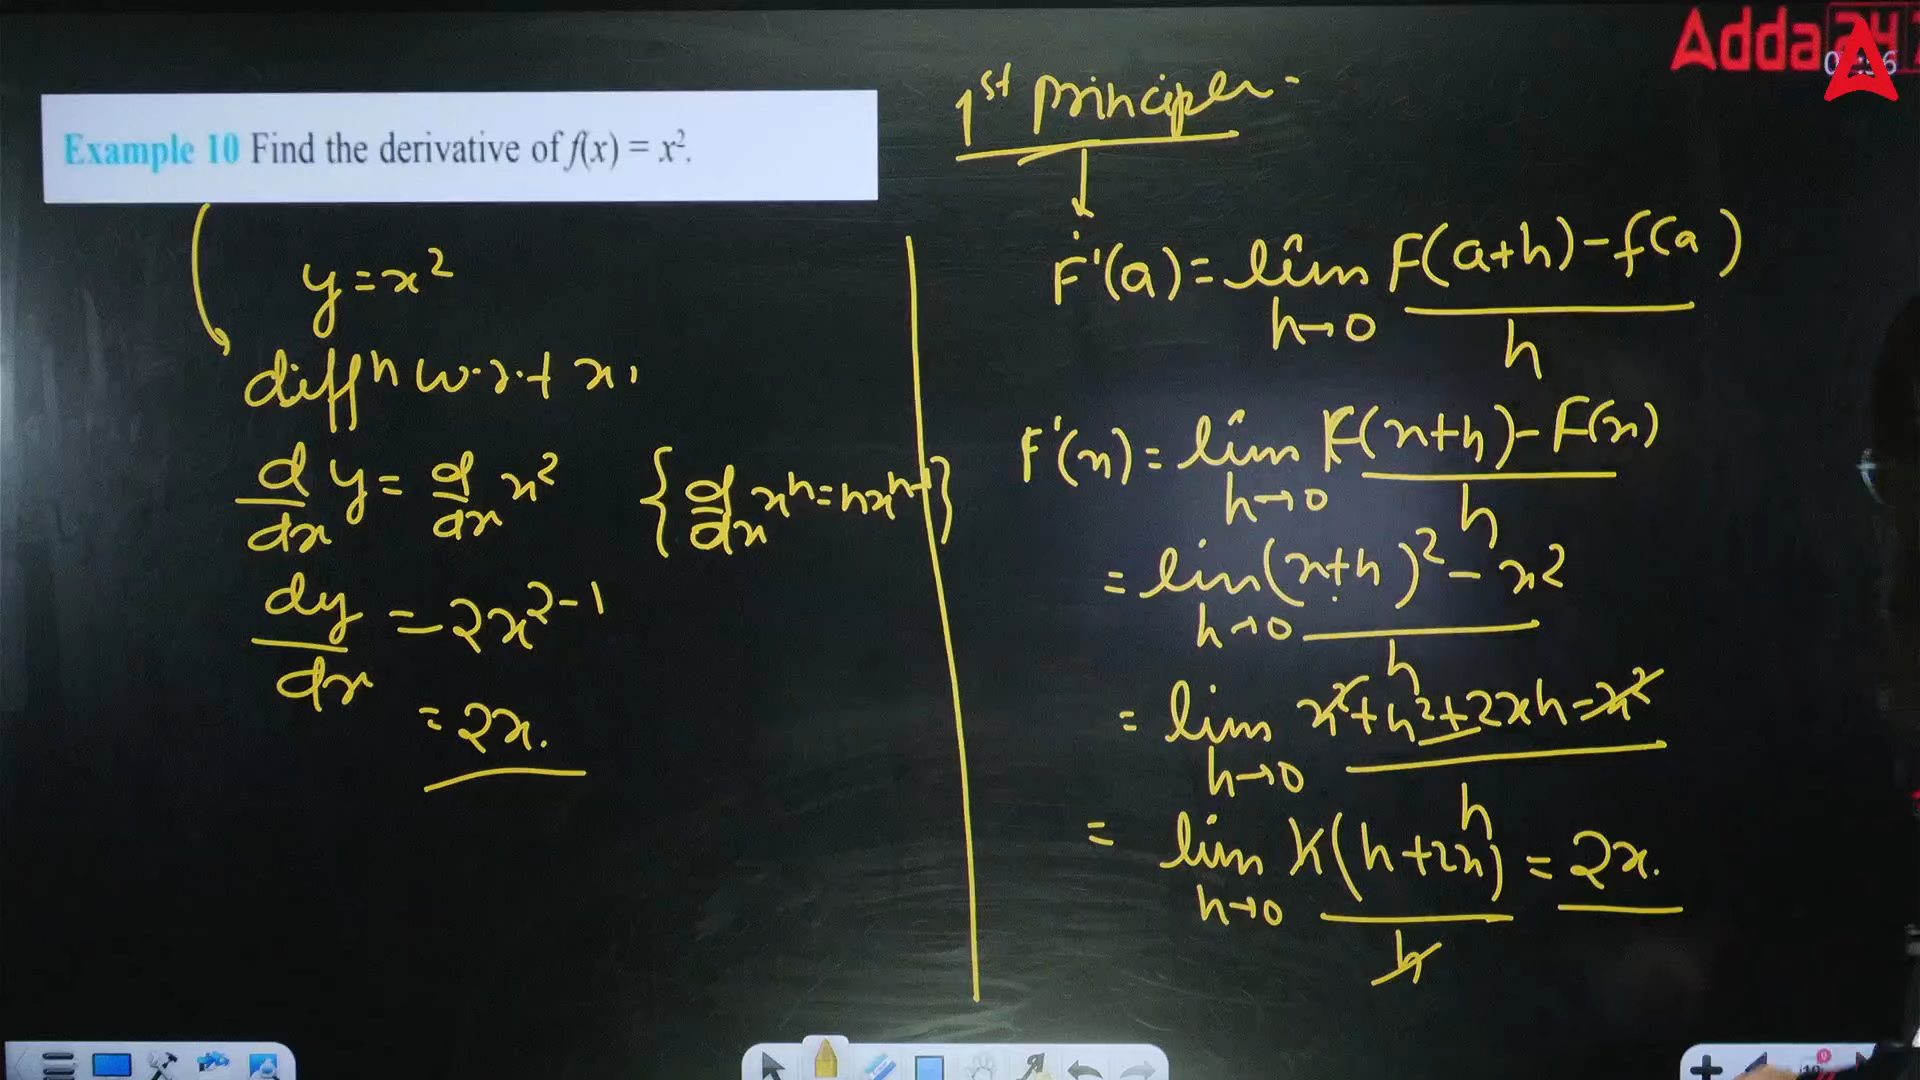 Adda 24
Example 10 Find the derivative of f(x) = x².
y = x²
diffn w.r.t x,
d/dx y = d/dx x² { d/dx xⁿ = nxⁿ⁻¹ }
dy/dx = 2x²⁻¹
= 2x.
1st principle
F'(a) = lim h→0 F(a+h) - f(a) / h
F'(x) = lim h→0 F(x+h) - F(x) / h
= lim h→0 (x+h)² - x² / h
= lim h→0 x² + h² + 2xh - x² / h
= lim h→0 h(h+2x) / h = 2x.